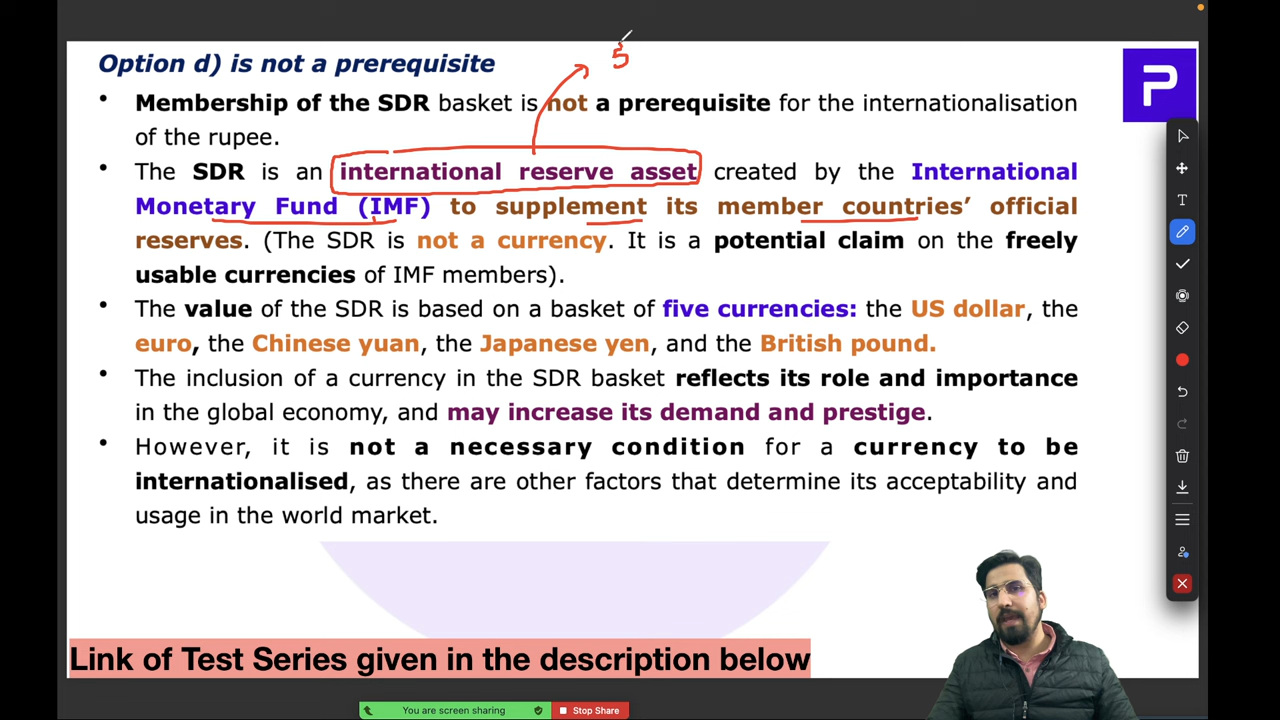 5
Option d) is not a prerequisite
• Membership of the SDR basket is not a prerequisite for the internationalisation
of the rupee.
• The SDR is an international reserve asset created by the International
Monetary Fund (IMF) to supplement its member countries’ official
reserves. (The SDR is not a currency. It is a potential claim on the freely
usable currencies of IMF members).
• The value of the SDR is based on a basket of five currencies: the US dollar, the
euro, the Chinese yuan, the Japanese yen, and the British pound.
• The inclusion of a currency in the SDR basket reflects its role and importance
in the global economy, and may increase its demand and prestige.
• However, it is not a necessary condition for a currency to be
internationalised, as there are other factors that determine its acceptability and
usage in the world market.
Link of Test Series given in the description below
P
T
You are screen sharing
Stop Share